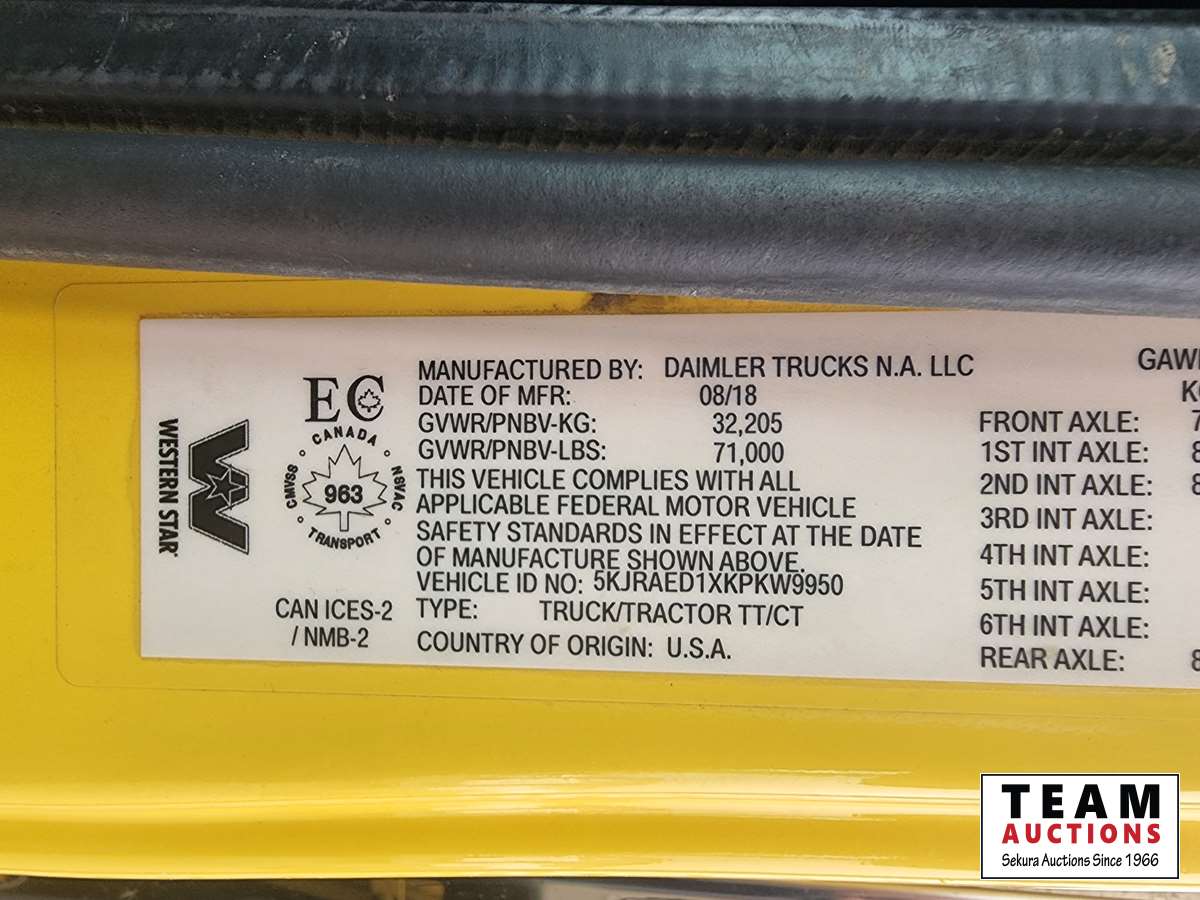 WESTERN STAR
EC
CANADA
CMVSS
963
NSVAC
TRANSPORT
CAN ICES-2
/ NMB-2
MANUFACTURED BY: DAIMLER TRUCKS N.A. LLC
DATE OF MFR: 08/18
GVWR/PNBV-KG: 32,205
GVWR/PNBV-LBS: 71,000
THIS VEHICLE COMPLIES WITH ALL
APPLICABLE FEDERAL MOTOR VEHICLE
SAFETY STANDARDS IN EFFECT AT THE DATE
OF MANUFACTURE SHOWN ABOVE.
VEHICLE ID NO: 5KJRAED1XKPKW9950
TYPE: TRUCK/TRACTOR TT/CT
COUNTRY OF ORIGIN: U.S.A.
FRONT AXLE:
1ST INT AXLE:
2ND INT AXLE:
3RD INT AXLE:
4TH INT AXLE:
5TH INT AXLE:
6TH INT AXLE:
REAR AXLE:
TEAM
AUCTIONS
Sekura Auctions Since 1966